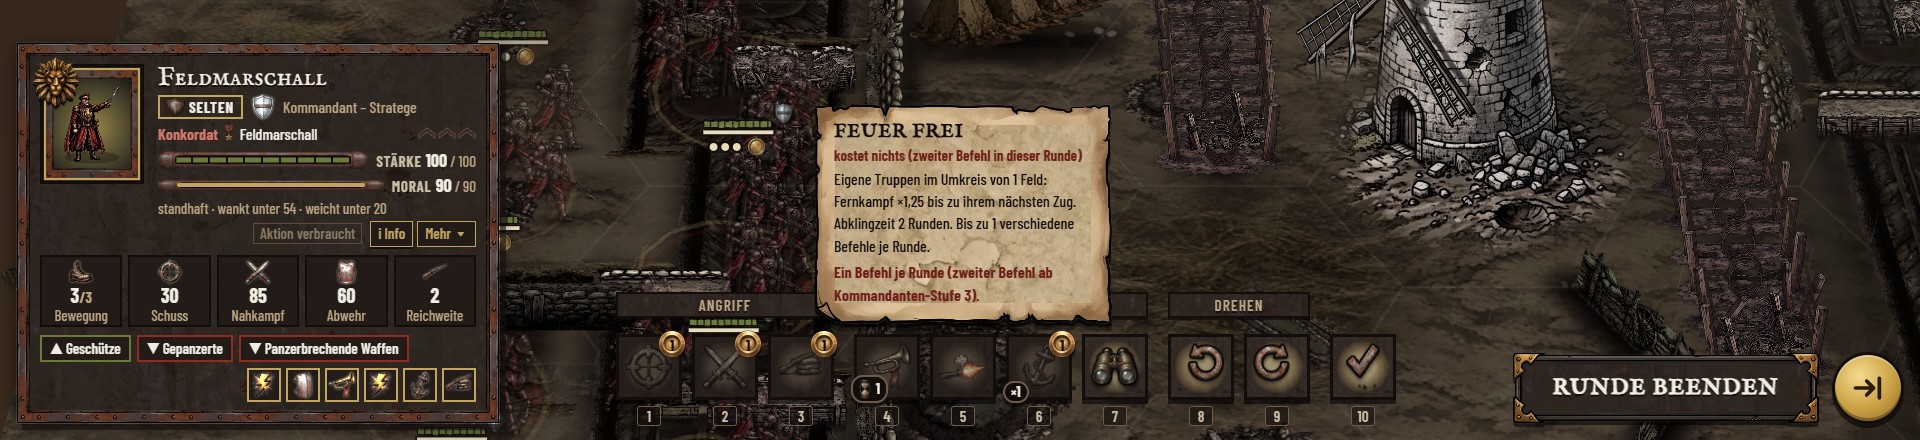 FELDMARSCHALL
SELTEN
Kommandant – Stratege
Konkordat Feldmarschall
STÄRKE 100 / 100
MORAL 90 / 90
standhaft · wankt unter 54 · weicht unter 20
Aktion verbraucht
i Info
Mehr
3/3
Bewegung
30
Schuss
85
Nahkampf
60
Abwehr
2
Reichweite
▲ Geschütze
▼ Gepanzerte
▼ Panzerbrechende Waffen
FEUER FREI
kostet nichts (zweiter Befehl in dieser Runde)
Eigene Truppen im Umkreis von 1 Feld:
Fernkampf ×1,25 bis zu ihrem nächsten Zug.
Abklingzeit 2 Runden. Bis zu 1 verschiedene
Befehle je Runde.
Ein Befehl je Runde (zweiter Befehl ab
Kommandanten-Stufe 3).
ANGRIFF
DREHEN
1
1
1
1
1
×1
1
2
3
4
5
6
7
8
9
10
RUNDE BEENDEN